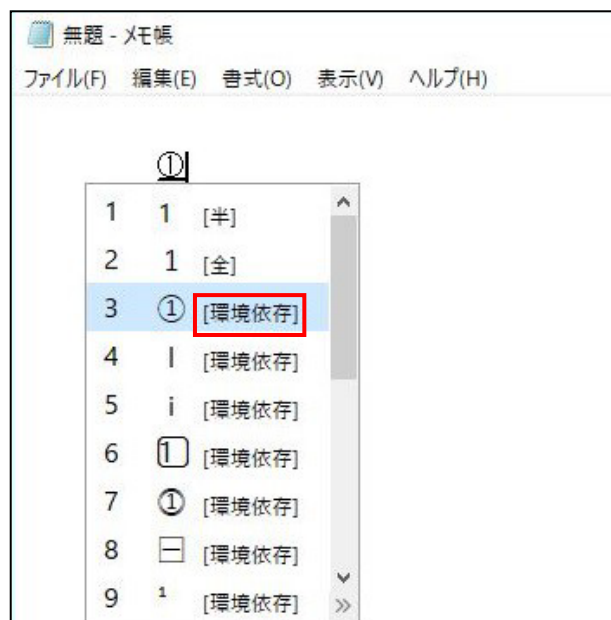 無題 - メモ帳
ファイル(F) 編集(E) 書式(O) 表示(V) ヘルプ(H)
①
1 1 [半]
2 1 [全]
3 ① [環境依存]
4 Ⅰ [環境依存]
5 ⅰ [環境依存]
6 1⃣ [環境依存]
7 ⓵ [環境依存]
8 ㊀ [環境依存]
9 ¹ [環境依存]